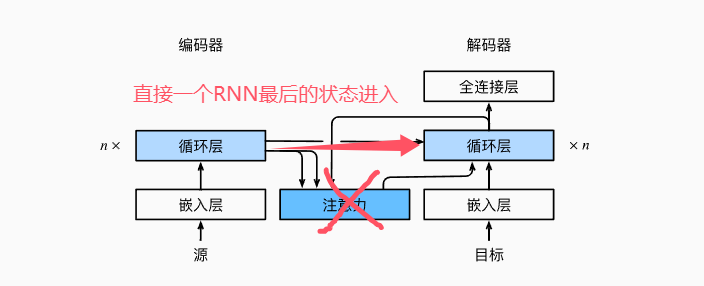 编码器
解码器
直接一个RNN最后的状态进入
全连接层
n ×
循环层
循环层
× n
嵌入层
注意力
嵌入层
源
目标